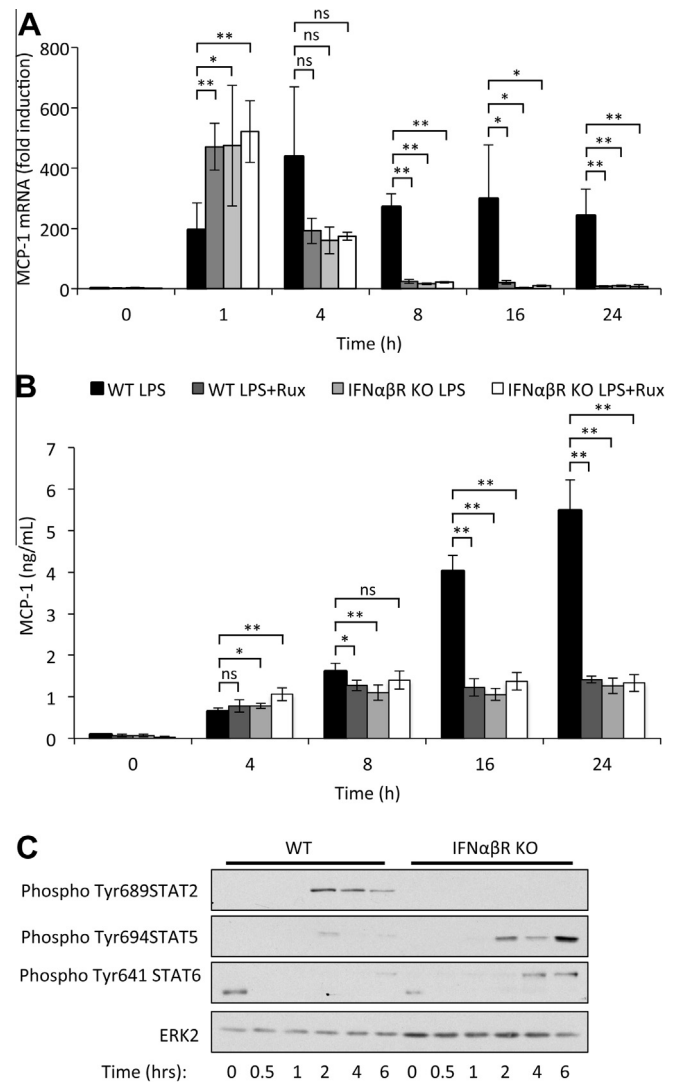 A
MCP-1 mRNA (fold induction)
800
600
400
200
0
** * **
ns ns ns
** ** **
* * *
** ** **
0 1 4 8 16 24
Time (h)
B
WT LPS WT LPS+Rux IFNαβR KO LPS IFNαβR KO LPS+Rux
MCP-1 (ng/mL)
7
6
5
4
3
2
1
0
ns * **
* ** ns
** ** **
** ** **
0 4 8 16 24
Time (h)
C
WT IFNαβR KO
Phospho Tyr689STAT2
Phospho Tyr694STAT5
Phospho Tyr641 STAT6
ERK2
Time (hrs): 0 0.5 1 2 4 6 0 0.5 1 2 4 6